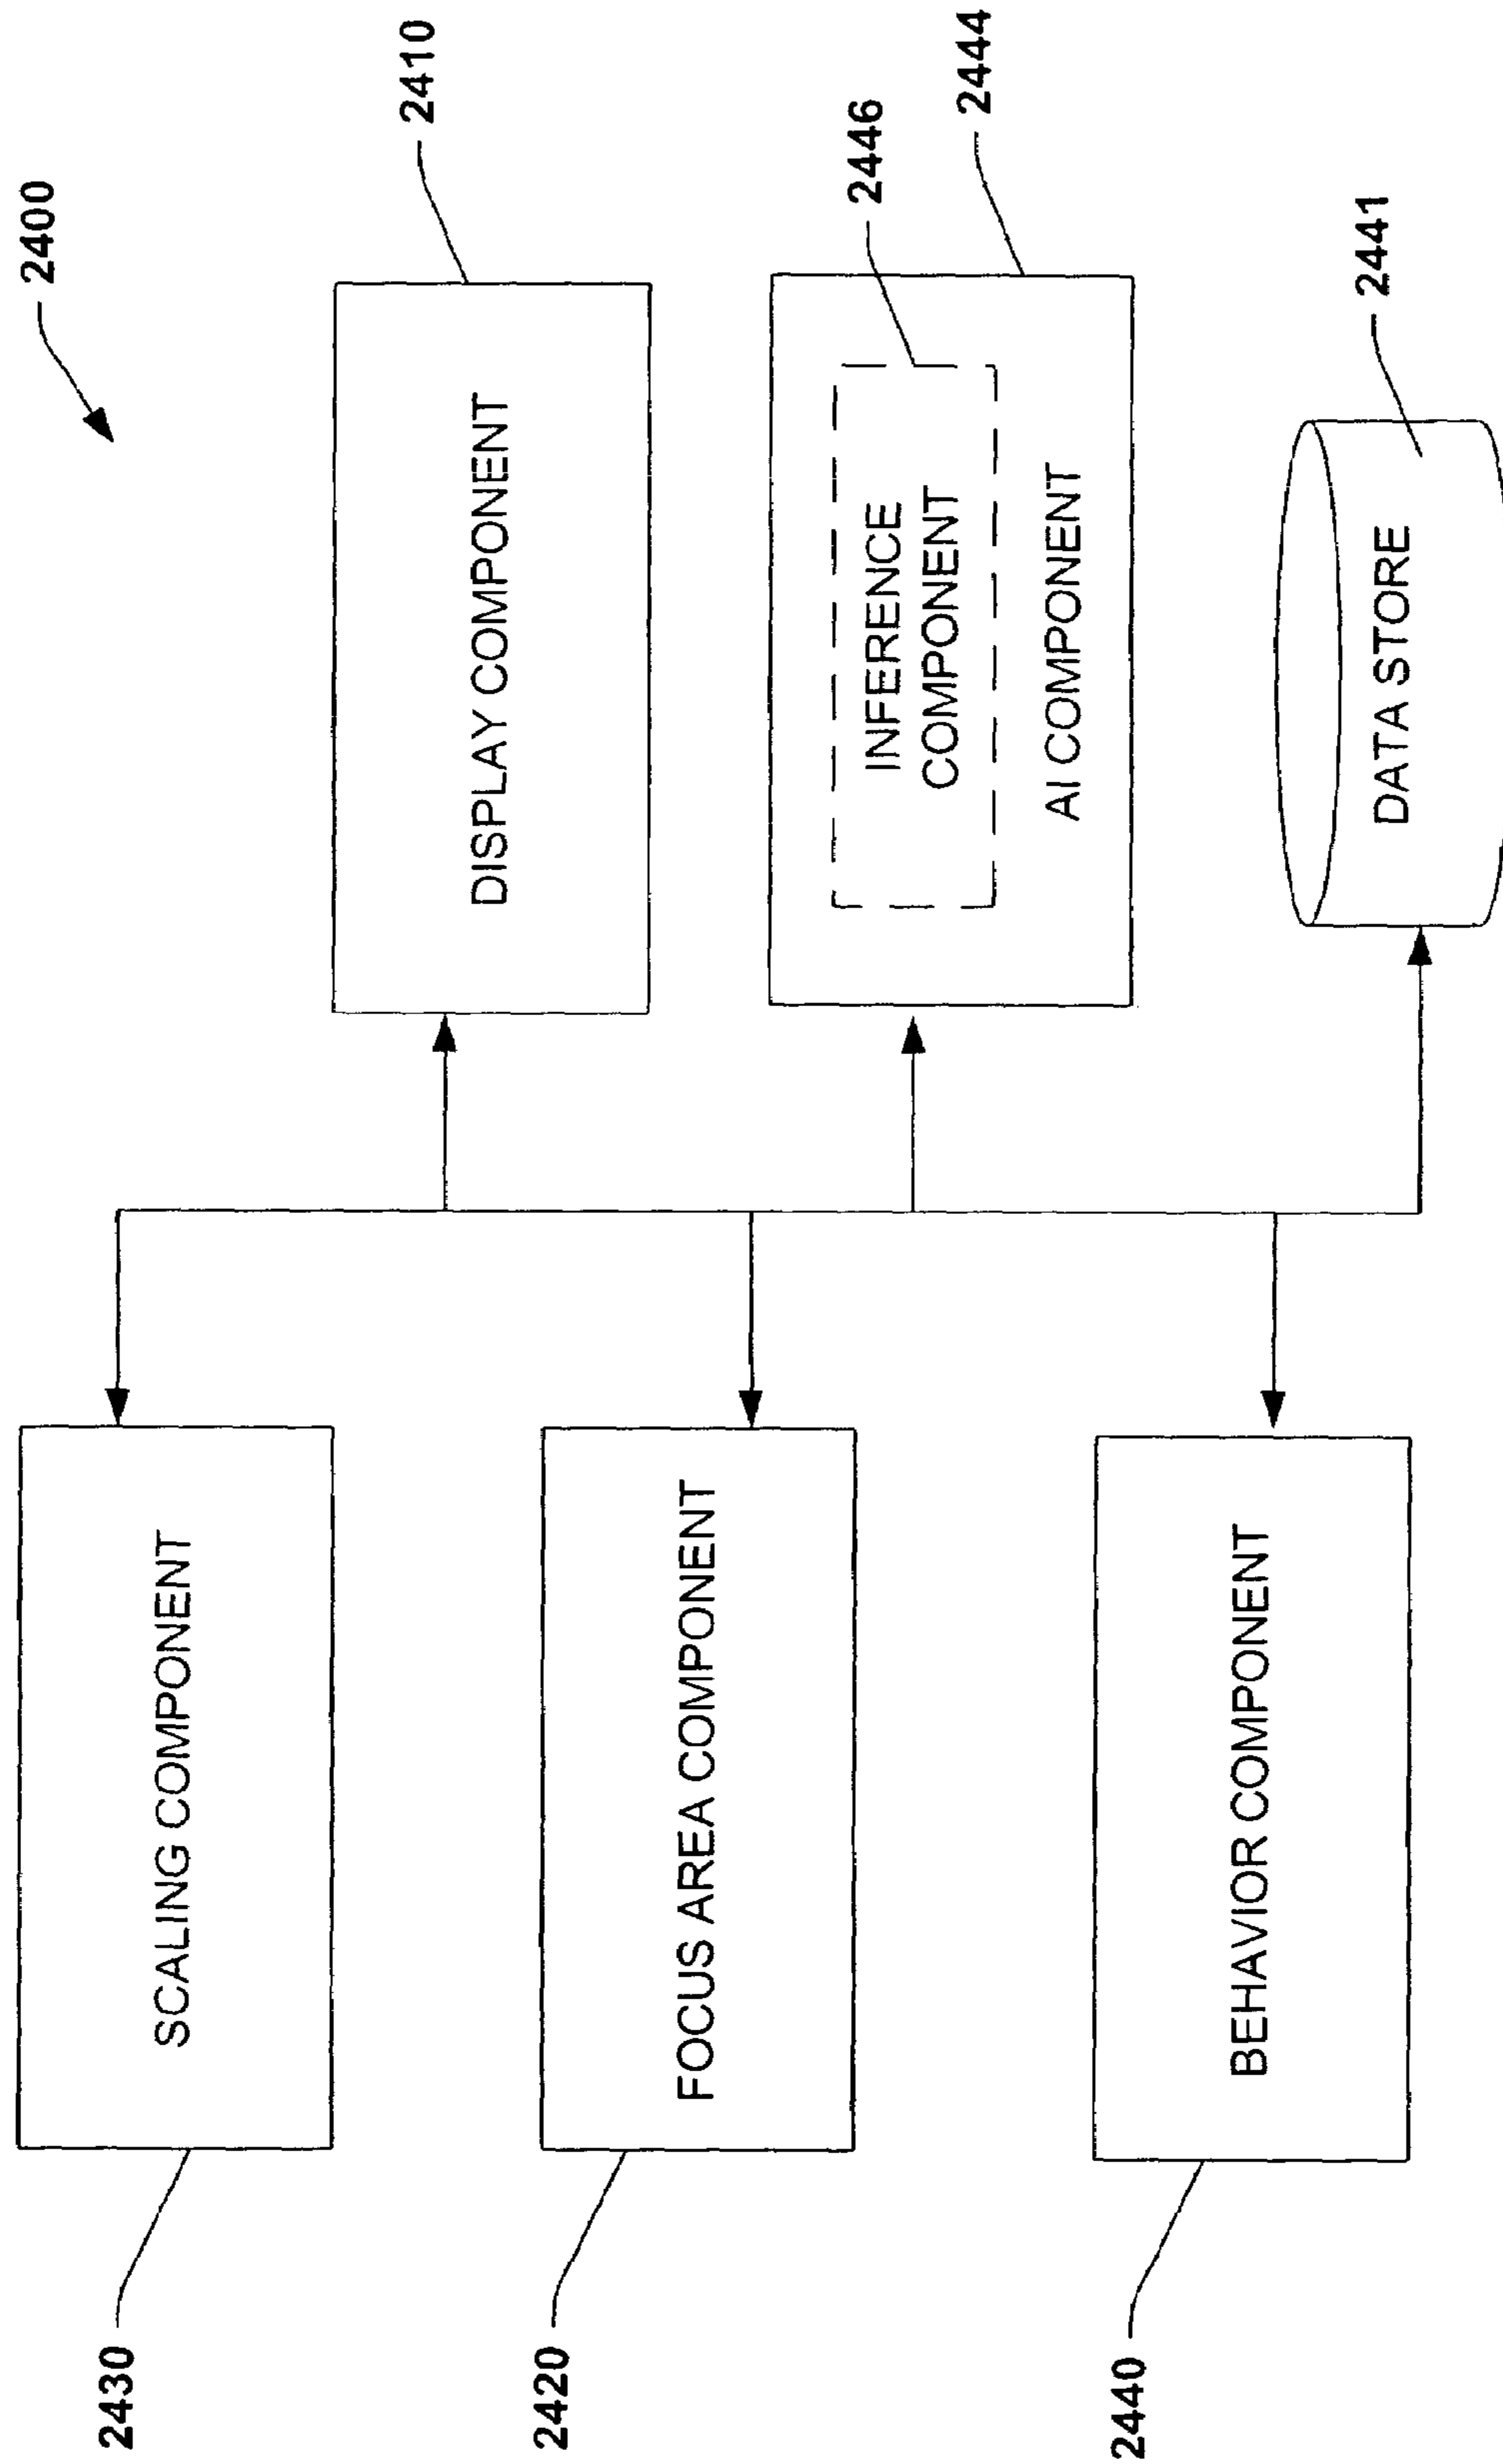 2400
2430
SCALING COMPONENT
DISPLAY COMPONENT
2410
2420
FOCUS AREA COMPONENT
INFERENCE
COMPONENT
2446
AI COMPONENT
2444
2440
BEHAVIOR COMPONENT
DATA STORE
2441